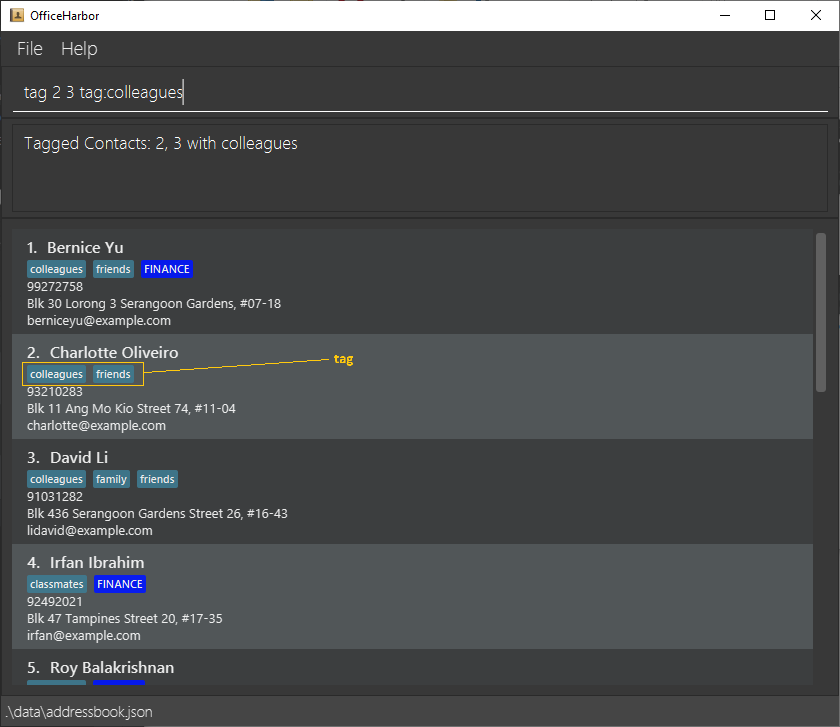 OfficeHarbor
File Help
tag 2 3 tag:colleagues
Tagged Contacts: 2, 3 with colleagues
1. Bernice Yu
colleagues friends FINANCE
99272758
Blk 30 Lorong 3 Serangoon Gardens, #07-18
berniceyu@example.com
2. Charlotte Oliveiro
tag
colleagues friends
93210283
Blk 11 Ang Mo Kio Street 74, #11-04
charlotte@example.com
3. David Li
colleagues family friends
91031282
Blk 436 Serangoon Gardens Street 26, #16-43
lidavid@example.com
4. Irfan Ibrahim
classmates FINANCE
92492021
Blk 47 Tampines Street 20, #17-35
irfan@example.com
5. Roy Balakrishnan
.\data\addressbook.json